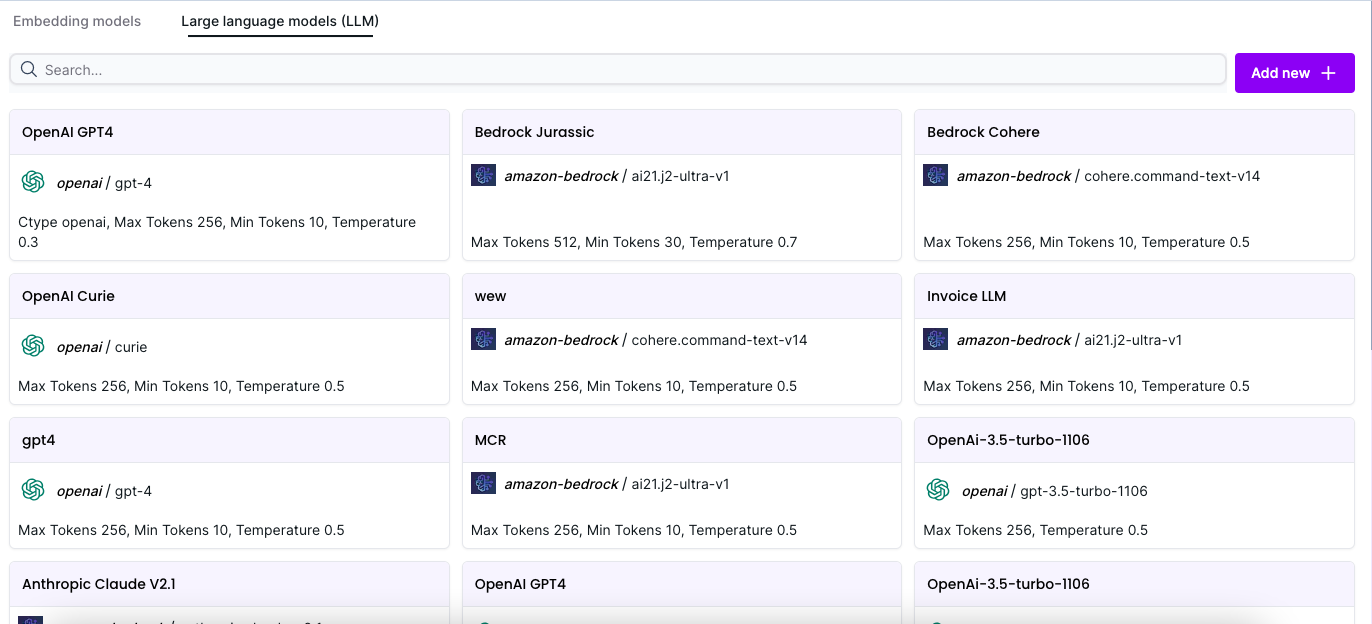 Embedding models
Large language models (LLM)
Search...
Add new
OpenAI GPT4
openai / gpt-4
Ctype openai, Max Tokens 256, Min Tokens 10, Temperature
0.3
Bedrock Jurassic
amazon-bedrock / ai21.j2-ultra-v1
Max Tokens 512, Min Tokens 30, Temperature 0.7
Bedrock Cohere
amazon-bedrock / cohere.command-text-v14
Max Tokens 256, Min Tokens 10, Temperature 0.5
OpenAI Curie
openai / curie
Max Tokens 256, Min Tokens 10, Temperature 0.5
wew
amazon-bedrock / cohere.command-text-v14
Max Tokens 256, Min Tokens 10, Temperature 0.5
Invoice LLM
amazon-bedrock / ai21.j2-ultra-v1
Max Tokens 256, Min Tokens 10, Temperature 0.5
gpt4
openai / gpt-4
Max Tokens 256, Min Tokens 10, Temperature 0.5
MCR
amazon-bedrock / ai21.j2-ultra-v1
Max Tokens 256, Min Tokens 10, Temperature 0.5
OpenAi-3.5-turbo-1106
openai / gpt-3.5-turbo-1106
Max Tokens 256, Temperature 0.5
Anthropic Claude V2.1
OpenAI GPT4
OpenAi-3.5-turbo-1106